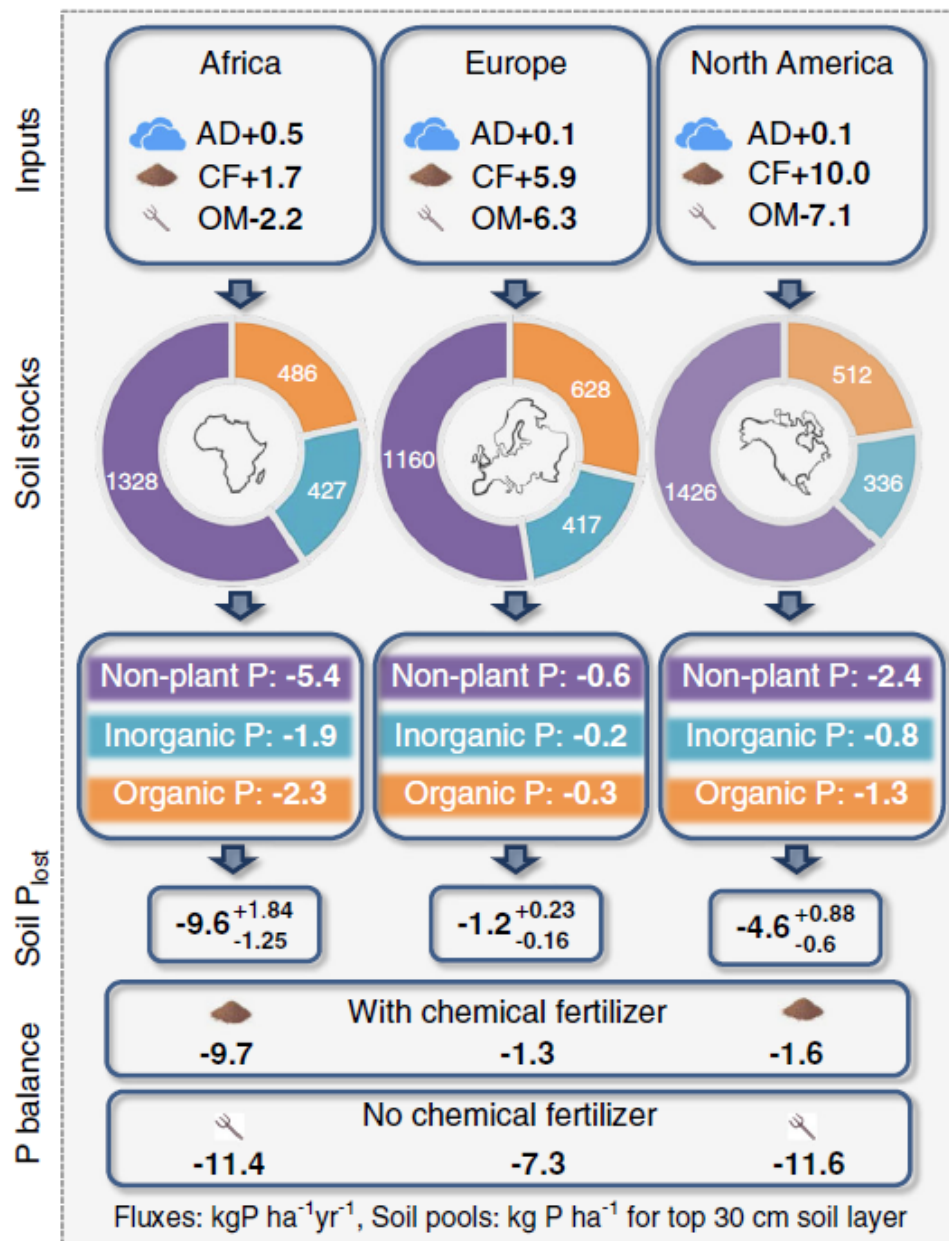 Inputs
Africa
AD+0.5
CF+1.7
OM-2.2
Europe
AD+0.1
CF+5.9
OM-6.3
North America
AD+0.1
CF+10.0
OM-7.1
Soil stocks
486
427
1328
628
417
1160
512
336
1426
Soil P_lost
Non-plant P: -5.4
Inorganic P: -1.9
Organic P: -2.3
Non-plant P: -0.6
Inorganic P: -0.2
Organic P: -0.3
Non-plant P: -2.4
Inorganic P: -0.8
Organic P: -1.3
-9.6 +1.84 -1.25
-1.2 +0.23 -0.16
-4.6 +0.88 -0.6
P balance
With chemical fertilizer
-9.7 -1.3 -1.6
No chemical fertilizer
-11.4 -7.3 -11.6
Fluxes: kgP ha⁻¹yr⁻¹, Soil pools: kg P ha⁻¹ for top 30 cm soil layer